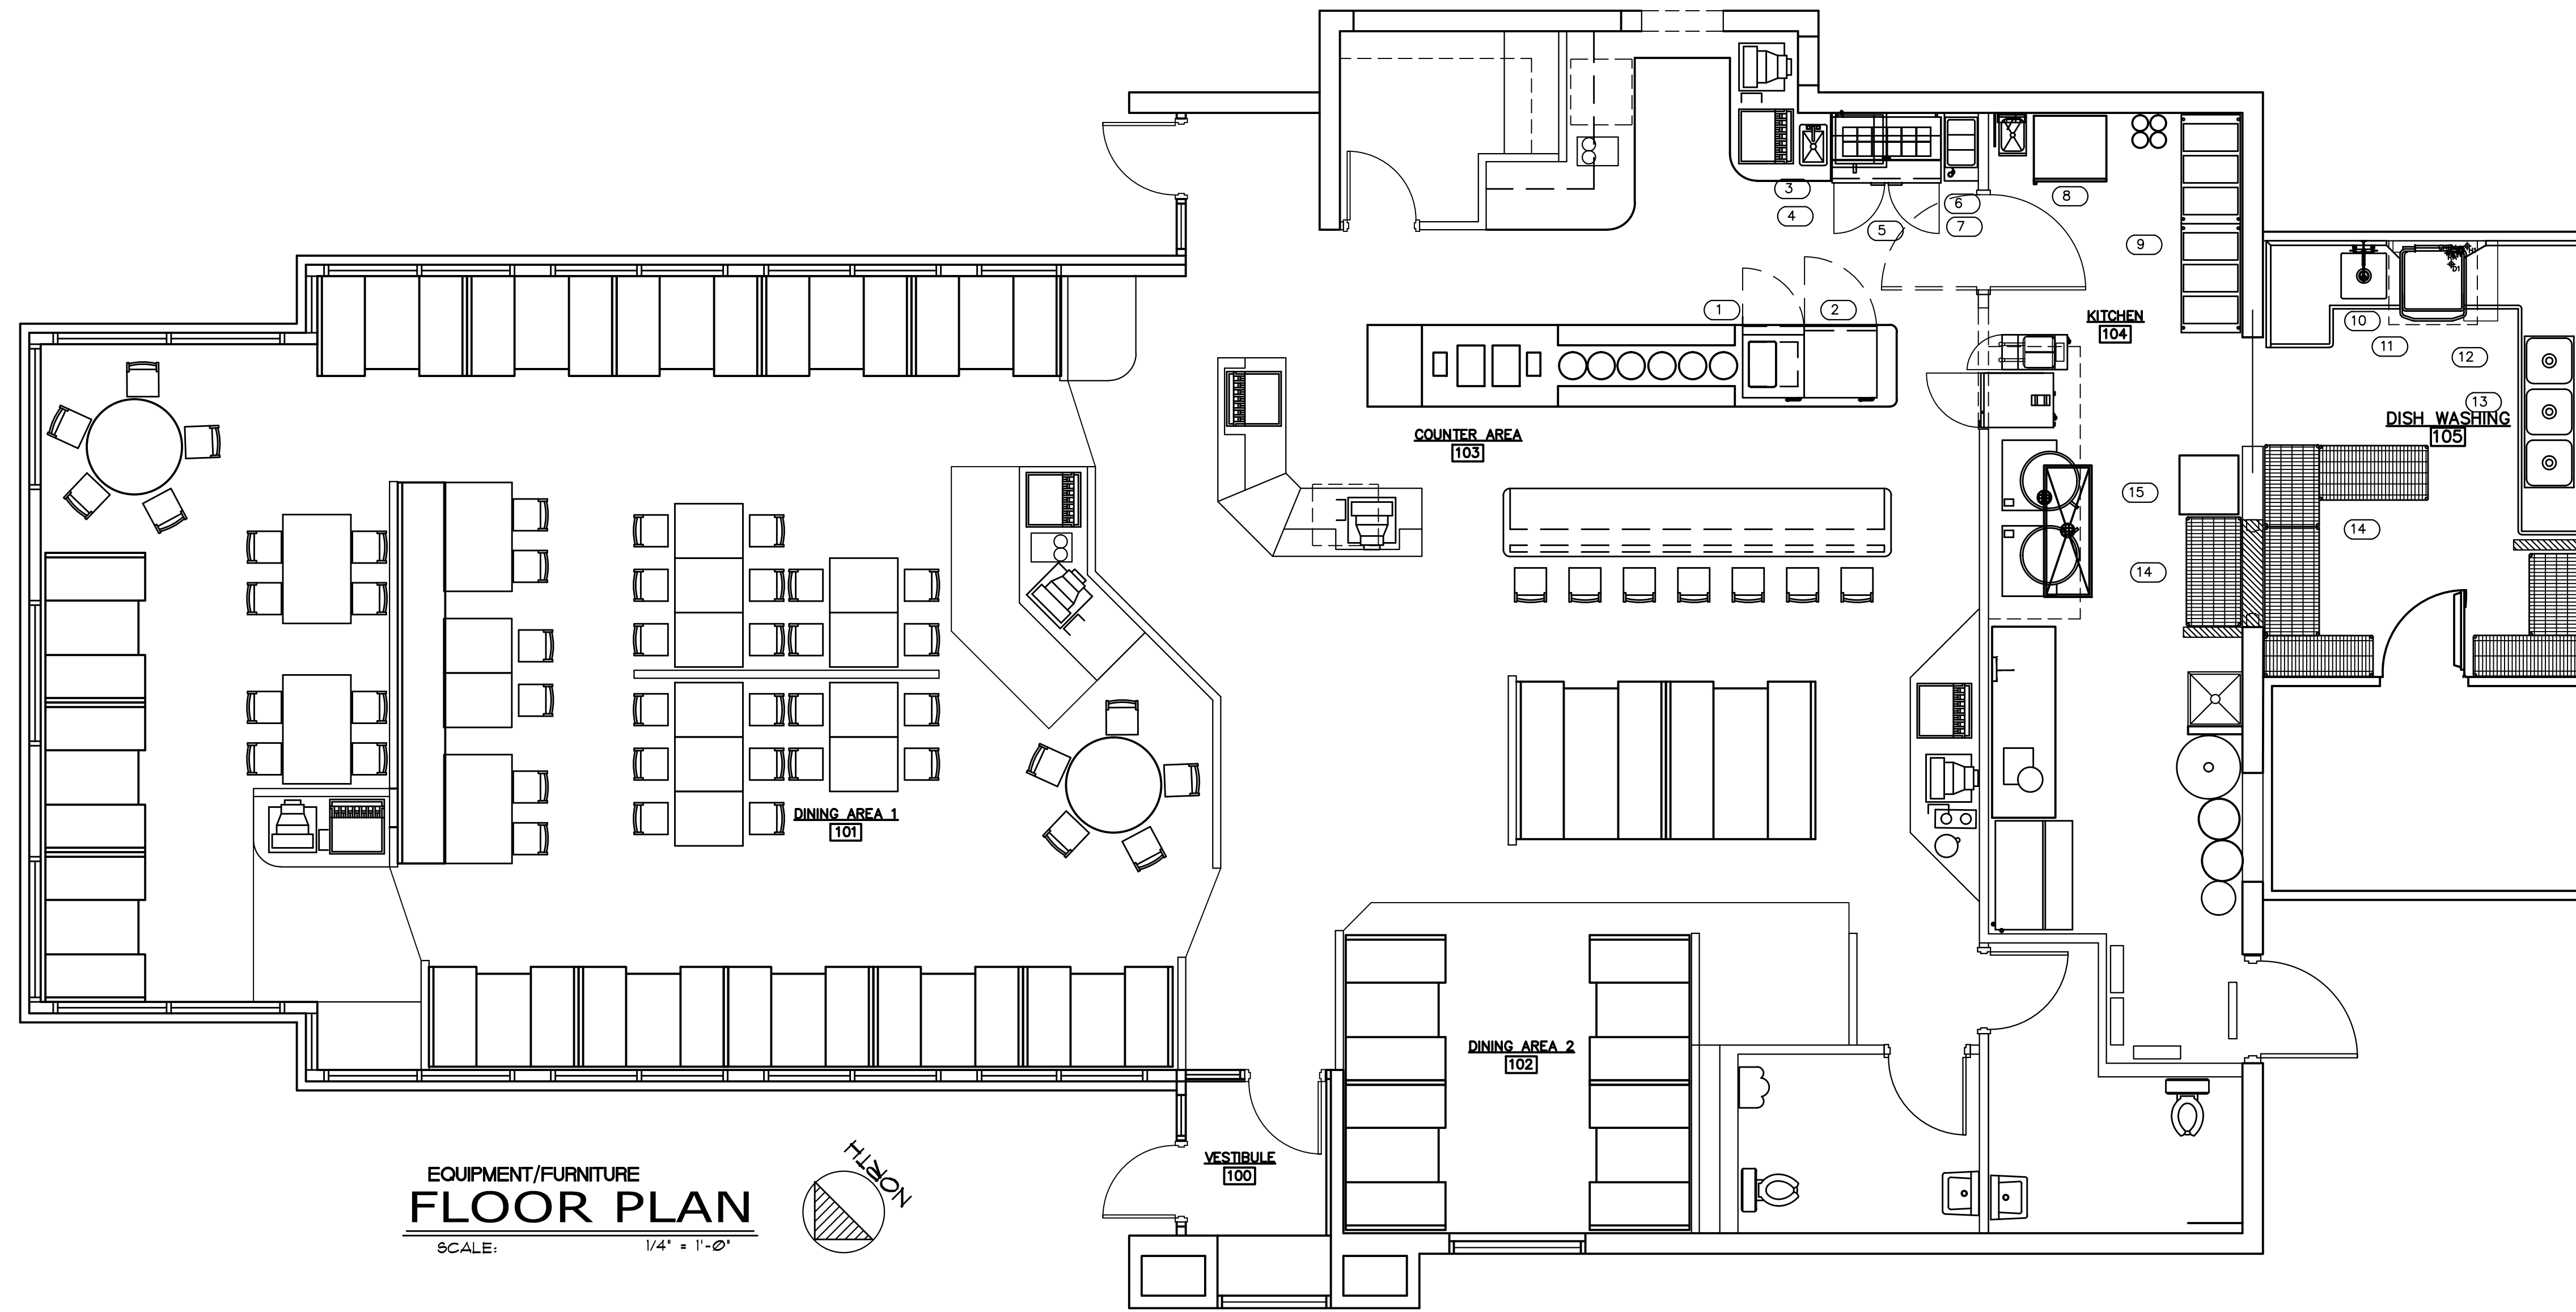 3
4
5
6
7
8
9
1
2
KITCHEN
104
10
11
12
13
DISH WASHING
105
COUNTER AREA
103
15
14
14
DINING AREA 1
101
DINING AREA 2
102
VESTIBULE
100
NORTH
EQUIPMENT/FURNITURE
FLOOR PLAN
SCALE: 1/4" = 1'-0"